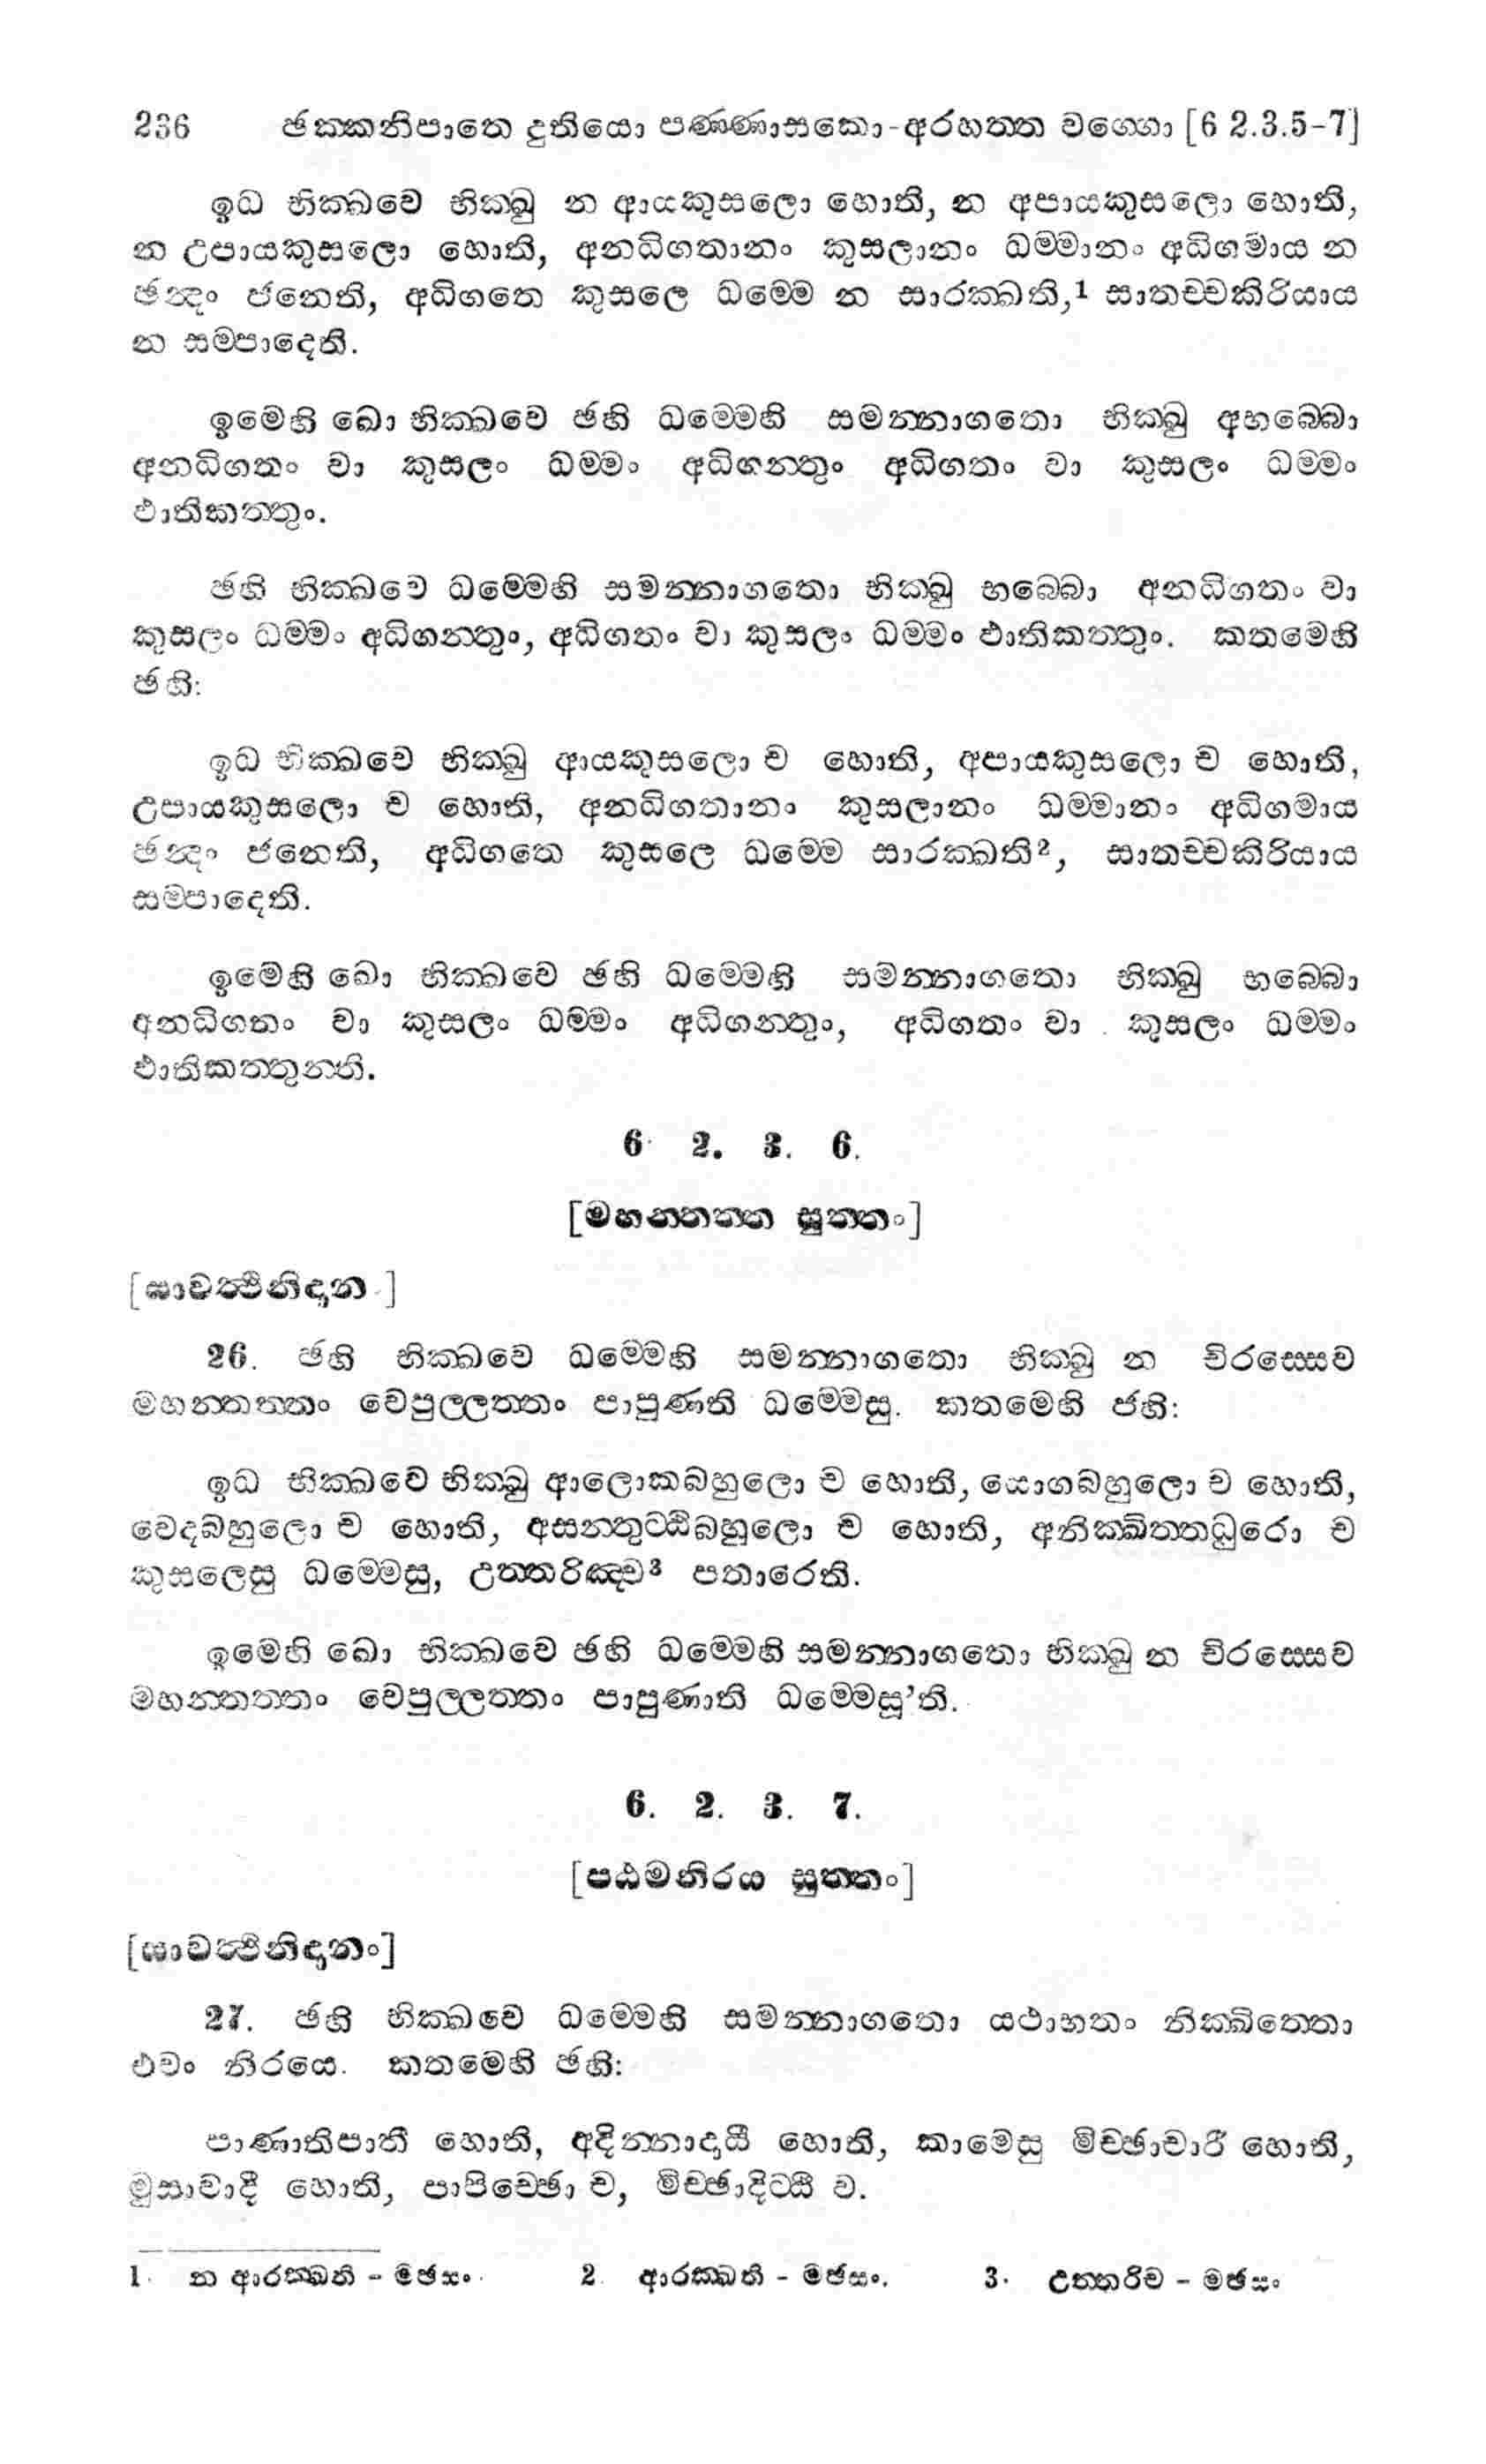 236 ඡක්කනිපාතෙ දුතියො පණ්ණාසකො-අරහත්ත වග්ගො [6 2.3.5-7]
ඉධ භික්ඛවෙ භික්ඛු න ආයකුසලො හොති, න අපායකුසලො හොති,
න උපායකුසලො හොති, අනධිගතානං කුසලානං ධම්මානං අධිගමාය න
ඡන්දං ජනෙති, අධිගතෙ කුසලෙ ධම්මෙ න සාරක්ඛති,¹ සාතච්චකිරියාය
න සම්පාදෙති.
ඉමෙහි ඛො භික්ඛවෙ ඡහි ධම්මෙහි සමන්නාගතො භික්ඛු අභබ්බො
අනධිගතං වා කුසලං ධම්මං අධිගන්තුං අධිගතං වා කුසලං ධම්මං
ඵාතිකත්තුං.
ඡහි භික්ඛවෙ ධම්මෙහි සමන්නාගතො භික්ඛු භබ්බො අනධිගතං වා
කුසලං ධම්මං අධිගන්තුං, අධිගතං වා කුසලං ධම්මං ඵාතිකත්තුං. කතමෙහි
ඡහි:
ඉධ භික්ඛවෙ භික්ඛු ආයකුසලො ච හොති, අපායකුසලො ච හොති,
උපායකුසලො ච හොති, අනධිගතානං කුසලානං ධම්මානං අධිගමාය
ඡන්දං ජනෙති, අධිගතෙ කුසලෙ ධම්මෙ සාරක්ඛති², සාතච්චකිරියාය
සම්පාදෙති.
ඉමෙහි ඛො භික්ඛවෙ ඡහි ධම්මෙහි සමන්නාගතො භික්ඛු භබ්බො
අනධිගතං වා කුසලං ධම්මං අධිගන්තුං, අධිගතං වා කුසලං ධම්මං
ඵාතිකත්තුන්ති.
6 2. 3. 6.
[මහන්තත්ත සුත්තං]
[සාවත්ථිනිදාන ]
26. ඡහි භික්ඛවෙ ධම්මෙහි සමන්නාගතො භික්ඛු න චිරස්සෙව
මහන්තත්තං වෙපුල්ලත්තං පාපුණති ධම්මෙසු. කතමෙහි ඡහි:
ඉධ භික්ඛවෙ භික්ඛු ආලොකබහුලො ච හොති, යොගබහුලො ච හොති,
වෙදබහුලො ච හොති, අසන්තුට්ඨිබහුලො ච හොති, අනික්ඛිත්තධුරො ච
කුසලෙසු ධම්මෙසු, උත්තරිඤ්ච³ පතාරෙති.
ඉමෙහි ඛො භික්ඛවෙ ඡහි ධම්මෙහි සමන්නාගතො භික්ඛු න චිරස්සෙව
මහන්තත්තං වෙපුල්ලත්තං පාපුණාති ධම්මෙසූ’ති.
6. 2. 3. 7.
[පඨමනිරය සුත්තං]
[සාවත්ථිනිදානං]
27. ඡහි භික්ඛවෙ ධම්මෙහි සමන්නාගතො යථාභතං නික්ඛිත්තො
එවං නිරයෙ. කතමෙහි ඡහි:
පාණාතිපාතී හොති, අදින්නාදායී හොති, කාමෙසු මිච්ඡාචාරී හොති,
මුසාවාදී හොති, පාපිච්ඡො ච, මිච්ඡාදිට්ඨී ච.
1. න ආරක්ඛති - මඡසං. 2. ආරක්ඛති - මඡසං. 3. උත්තරිච - මඡසං